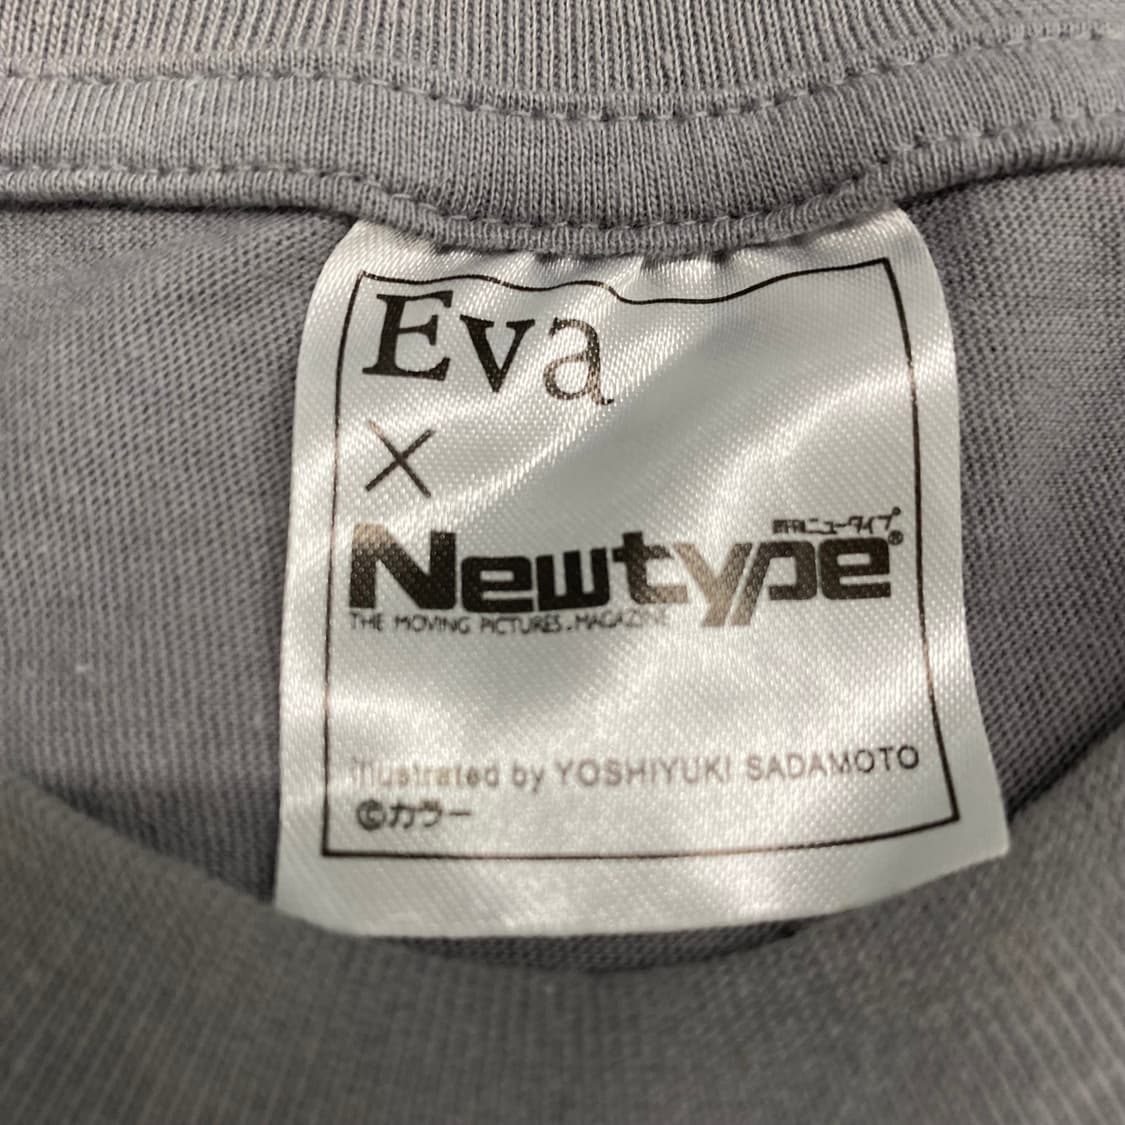 Eva
×
月刊ニュータイプ
Newtype®
THE MOVING PICTURES MAGAZINE
illustrated by YOSHIYUKI SADAMOTO
©カラー